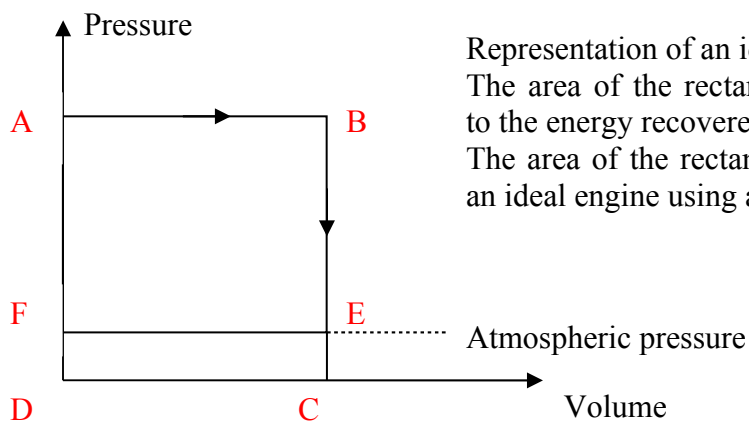 Pressure
Representation of an i
The area of the rectan
A
B
to the energy recovere
The area of the rectan
an ideal engine using a
F
E
Atmospheric pressure
D
C
Volume